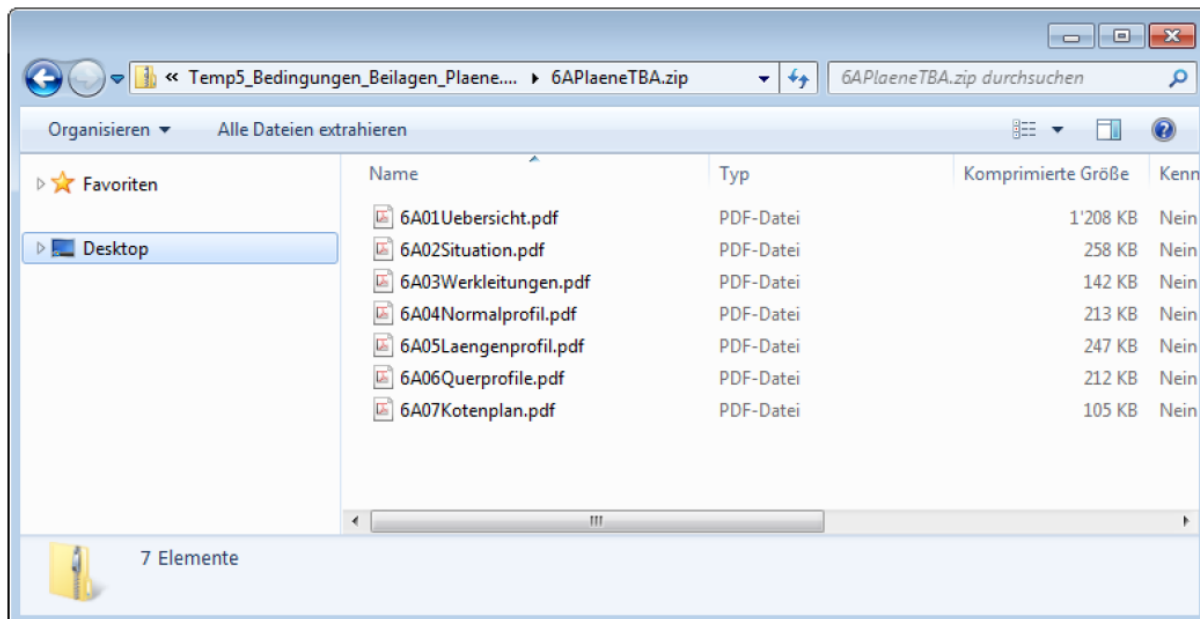 « Temp5_Bedingungen_Beilagen_Plaene.... ▸ 6APlaeneTBA.zip 6APlaeneTBA.zip durchsuchen
Organisieren Alle Dateien extrahieren
Favoriten
Desktop
Name Typ Komprimierte Größe Kenn
6A01Uebersicht.pdf PDF-Datei 1'208 KB Nein
6A02Situation.pdf PDF-Datei 258 KB Nein
6A03Werkleitungen.pdf PDF-Datei 142 KB Nein
6A04Normalprofil.pdf PDF-Datei 213 KB Nein
6A05Laengenprofil.pdf PDF-Datei 247 KB Nein
6A06Querprofile.pdf PDF-Datei 212 KB Nein
6A07Kotenplan.pdf PDF-Datei 105 KB Nein
7 Elemente